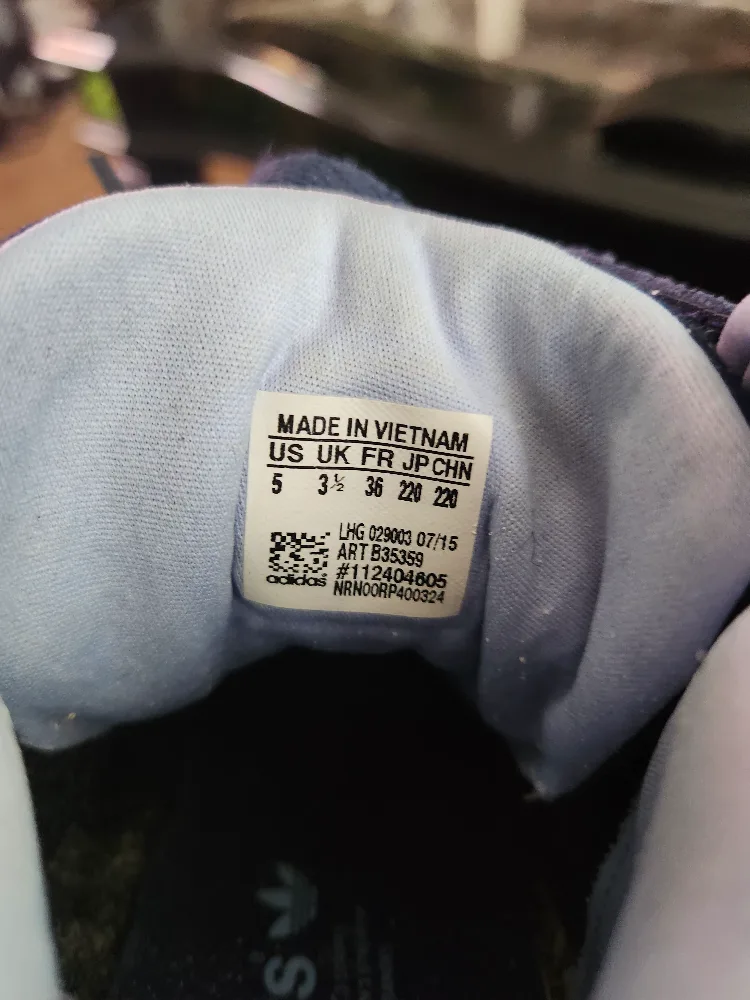 MADE IN VIETNAM
US UK FR JP CHN
5 3½ 36 220 220
LHG 029003 07/15
ART B35359
#112404605
NRN00RP400324
adidas
S